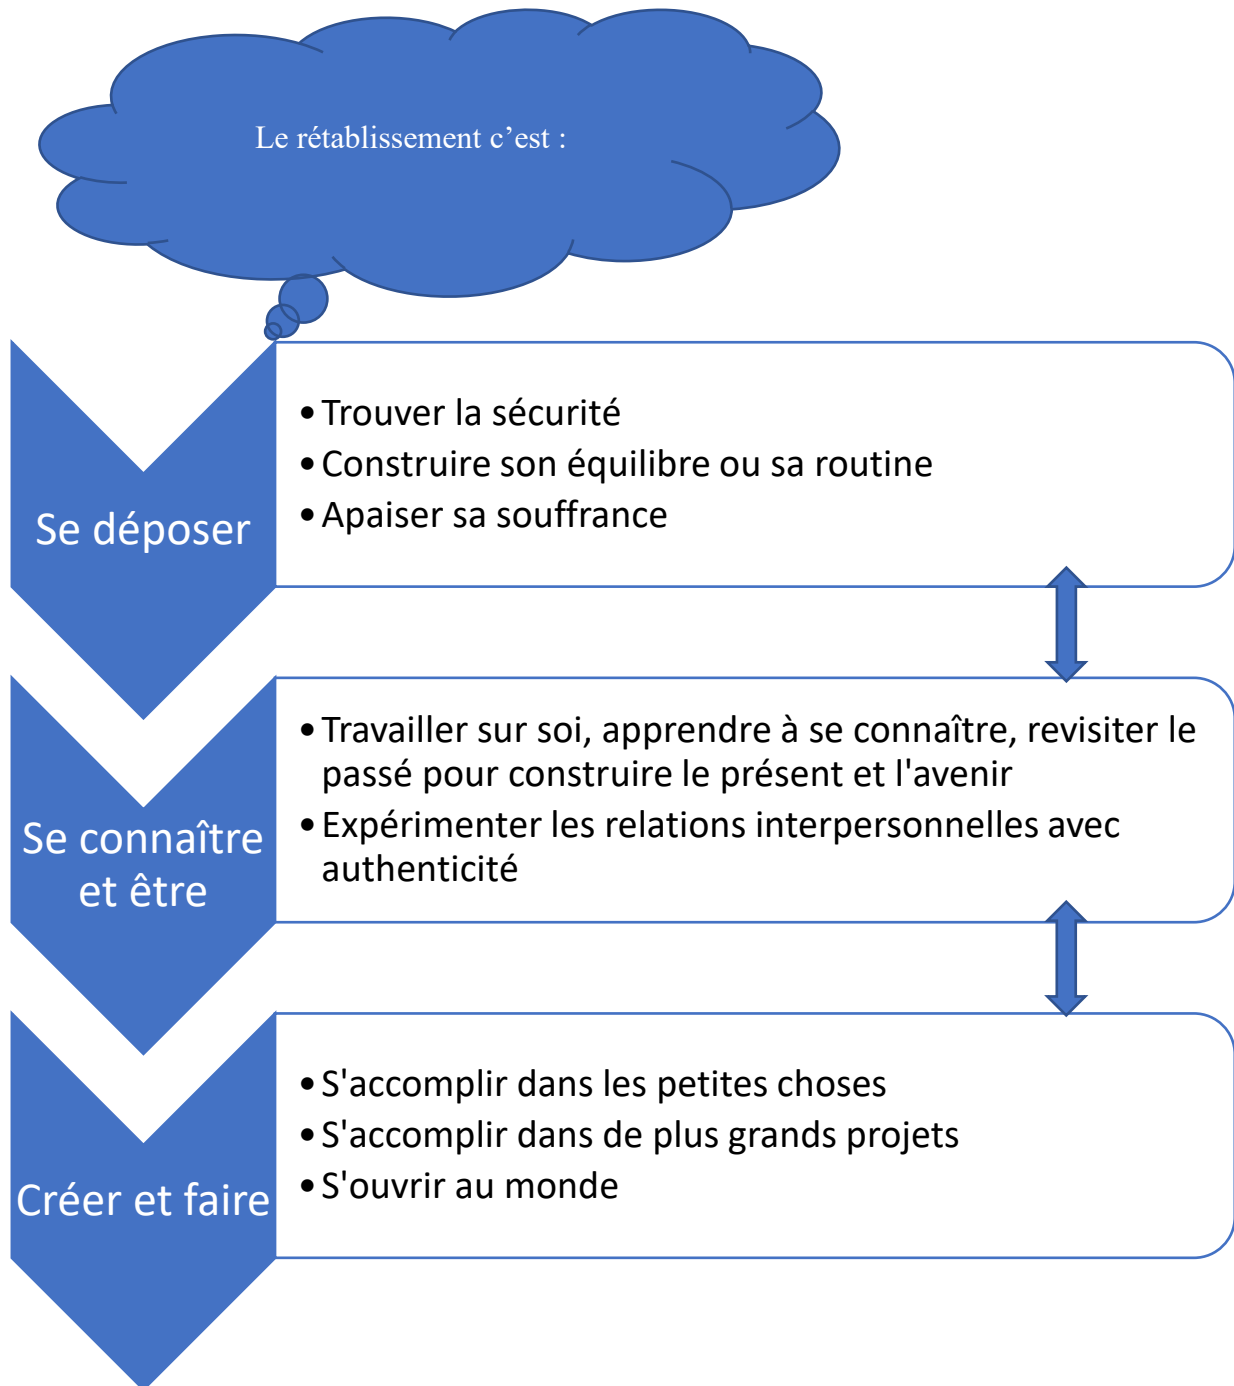 Le rétablissement c’est :
Se déposer
• Trouver la sécurité
• Construire son équilibre ou sa routine
• Apaiser sa souffrance
Se connaître
et être
• Travailler sur soi, apprendre à se connaître, revisiter le
passé pour construire le présent et l'avenir
• Expérimenter les relations interpersonnelles avec
authenticité
Créer et faire
• S'accomplir dans les petites choses
• S'accomplir dans de plus grands projets
• S'ouvrir au monde